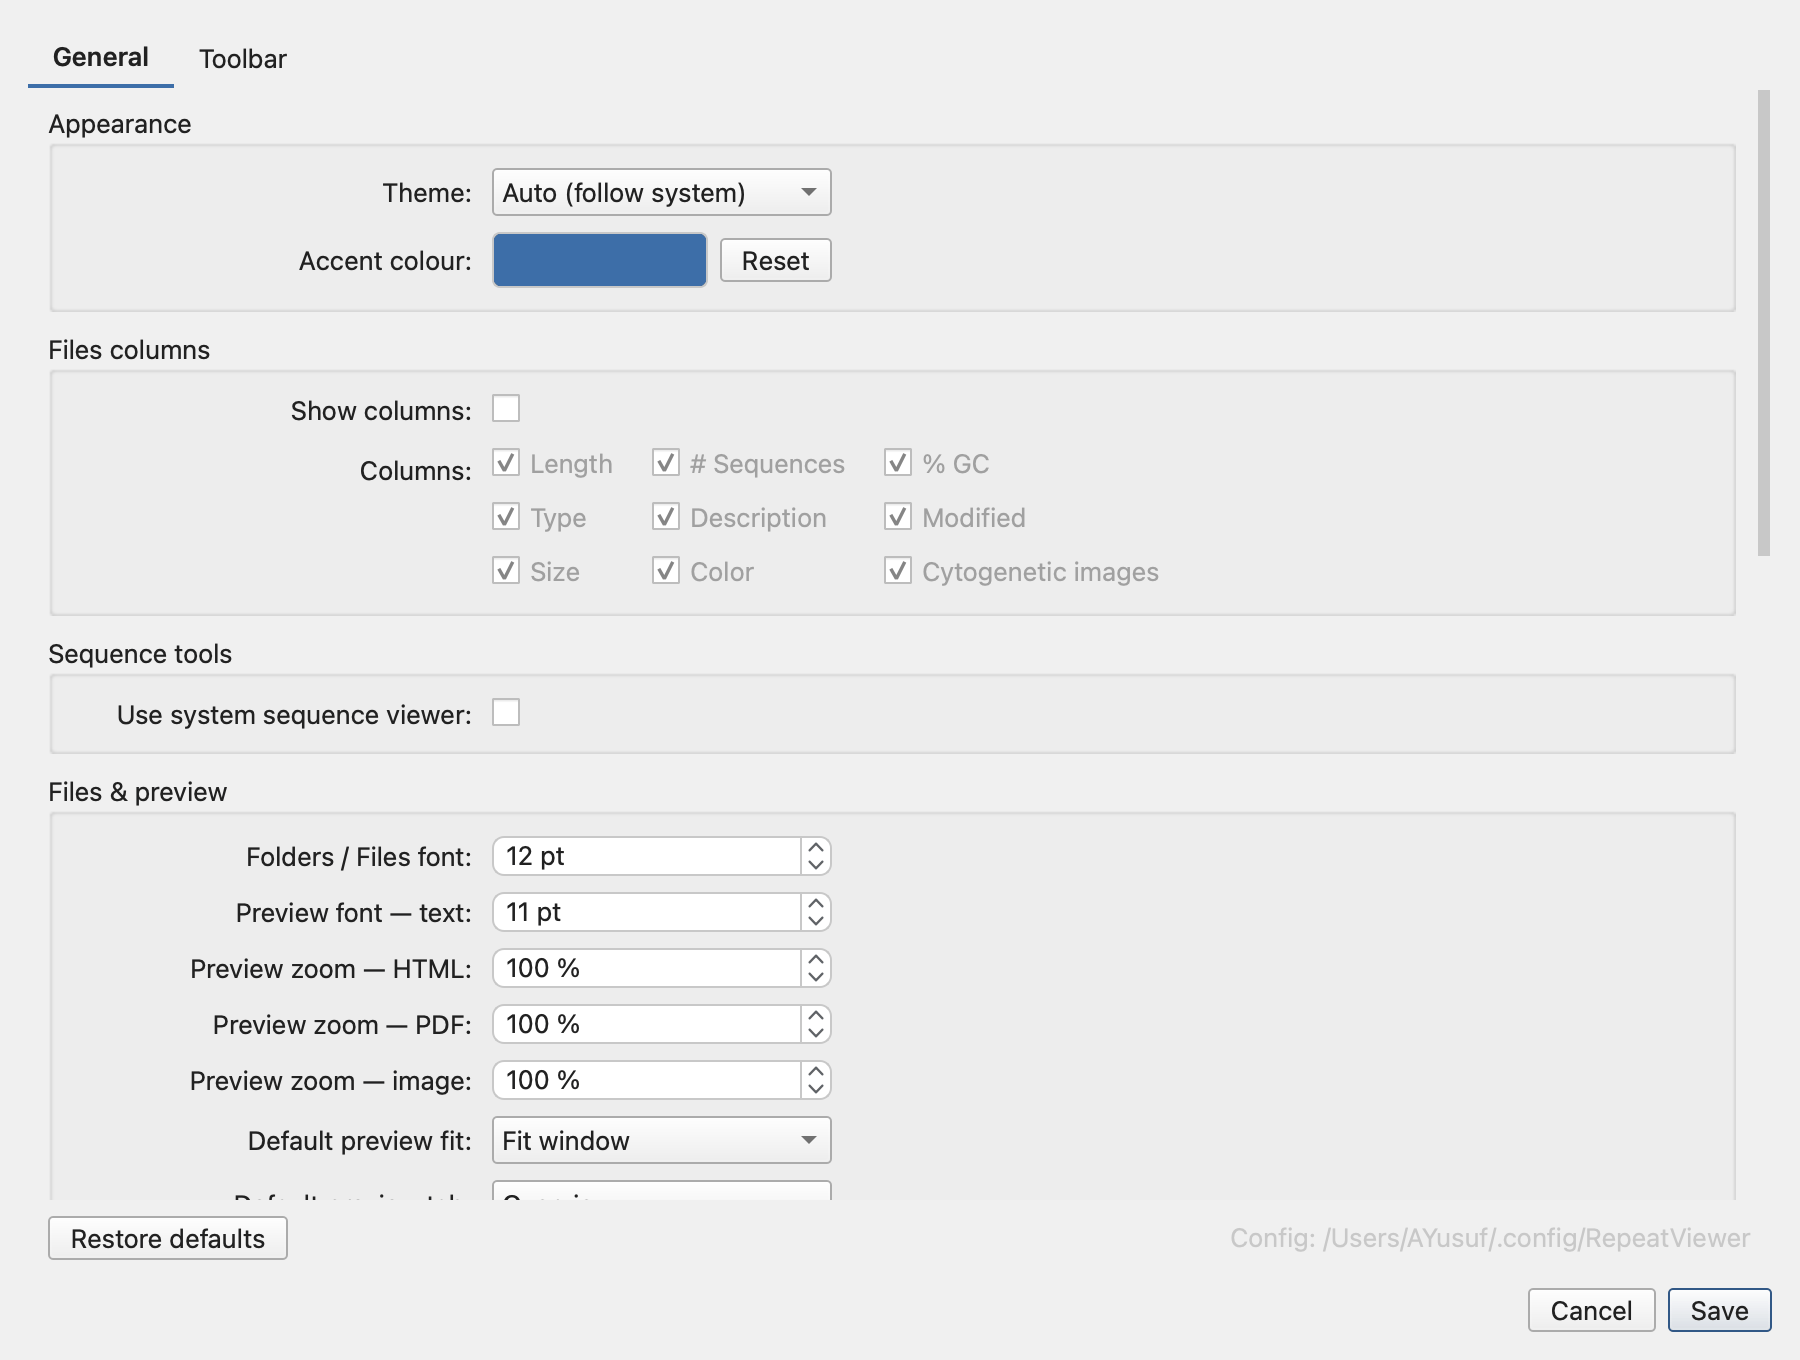 General Toolbar
Appearance
Theme: Auto (follow system)
Accent colour: Reset
Files columns
Show columns:
Columns: Length # Sequences % GC
Type Description Modified
Size Color Cytogenetic images
Sequence tools
Use system sequence viewer:
Files & preview
Folders / Files font: 12 pt
Preview font — text: 11 pt
Preview zoom — HTML: 100 %
Preview zoom — PDF: 100 %
Preview zoom — image: 100 %
Default preview fit: Fit window
Restore defaults Config: /Users/AYusuf/.config/RepeatViewer
Cancel Save